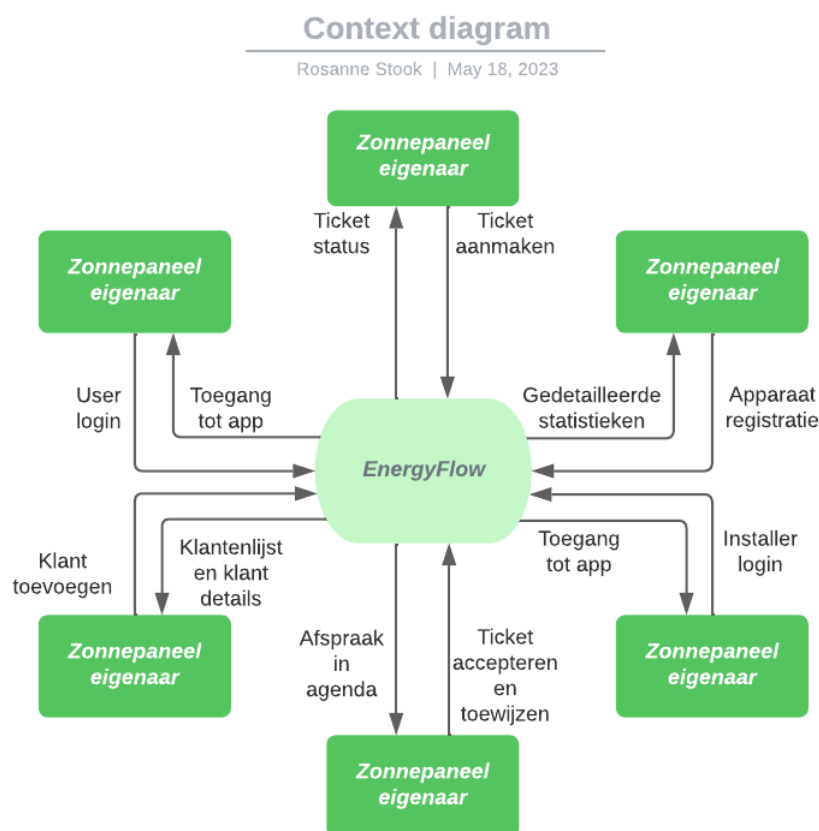 Context diagram
Rosanne Stook | May 18, 2023
Zonnepaneel
eigenaar
Ticket
status
Ticket
aanmaken
Zonnepaneel
eigenaar
Zonnepaneel
eigenaar
User
login
Toegang
tot app
Gedetailleerde
statistieken
Apparaat
registratie
EnergyFlow
Klant
toevoegen
Klantenlijst
en klant
details
Toegang
tot app
Installer
login
Zonnepaneel
eigenaar
Afspraak
in
agenda
Ticket
accepteren
en
toewijzen
Zonnepaneel
eigenaar
Zonnepaneel
eigenaar